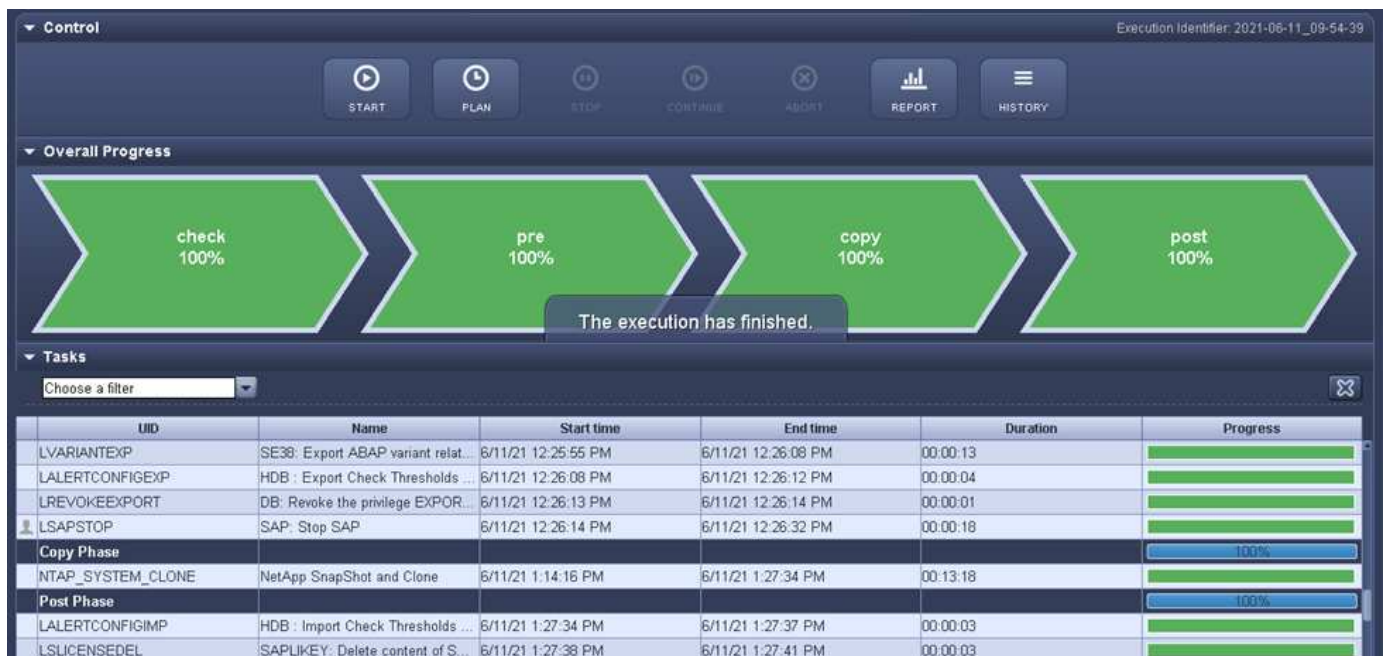 Control
Execution Identifier: 2021-06-11_09-54-39
START PLAN STOP CONTINUE ABORT REPORT HISTORY
Overall Progress
check pre copy post
100% 100% 100% 100%
The execution has finished.
Tasks
Choose a filter
UID Name Start time End time Duration Progress
LVARIANTEXP SE38: Export ABAP variant relat... 6/11/21 12:25:55 PM 6/11/21 12:26:08 PM 00:00:13
LALERTCONFIGEXP HDB : Export Check Thresholds ... 6/11/21 12:26:08 PM 6/11/21 12:26:12 PM 00:00:04
LREVOKEEXPORT DB: Revoke the privilege EXPOR... 6/11/21 12:26:13 PM 6/11/21 12:26:14 PM 00:00:01
LSAPSTOP SAP: Stop SAP 6/11/21 12:26:14 PM 6/11/21 12:26:32 PM 00:00:18
Copy Phase 100%
NTAP_SYSTEM_CLONE NetApp SnapShot and Clone 6/11/21 1:14:16 PM 6/11/21 1:27:34 PM 00:13:18
Post Phase 100%
LALERTCONFIGIMP HDB : Import Check Thresholds ... 6/11/21 1:27:34 PM 6/11/21 1:27:37 PM 00:00:03
LSLICENSEDEL SAPLIKEY: Delete content of S... 6/11/21 1:27:38 PM 6/11/21 1:27:41 PM 00:00:03